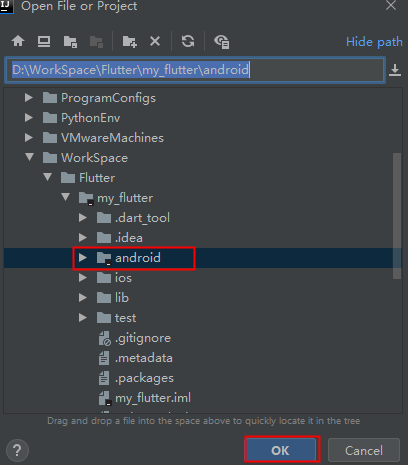 Open File or Project
Hide path
D:\WorkSpace\Flutter\my_flutter\android
ProgramConfigs
PythonEnv
VMwareMachines
WorkSpace
Flutter
my_flutter
.dart_tool
.idea
android
ios
lib
test
.gitignore
.metadata
.packages
my_flutter.iml
Drag and drop a file into the space above to quickly locate it in the tree
?
OK
Cancel